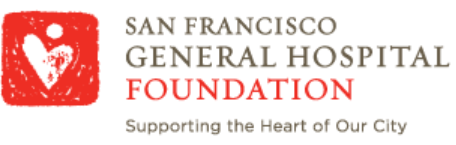 SAN FRANCISCO
GENERAL HOSPITAL
FOUNDATION
Supporting the Heart of Our City